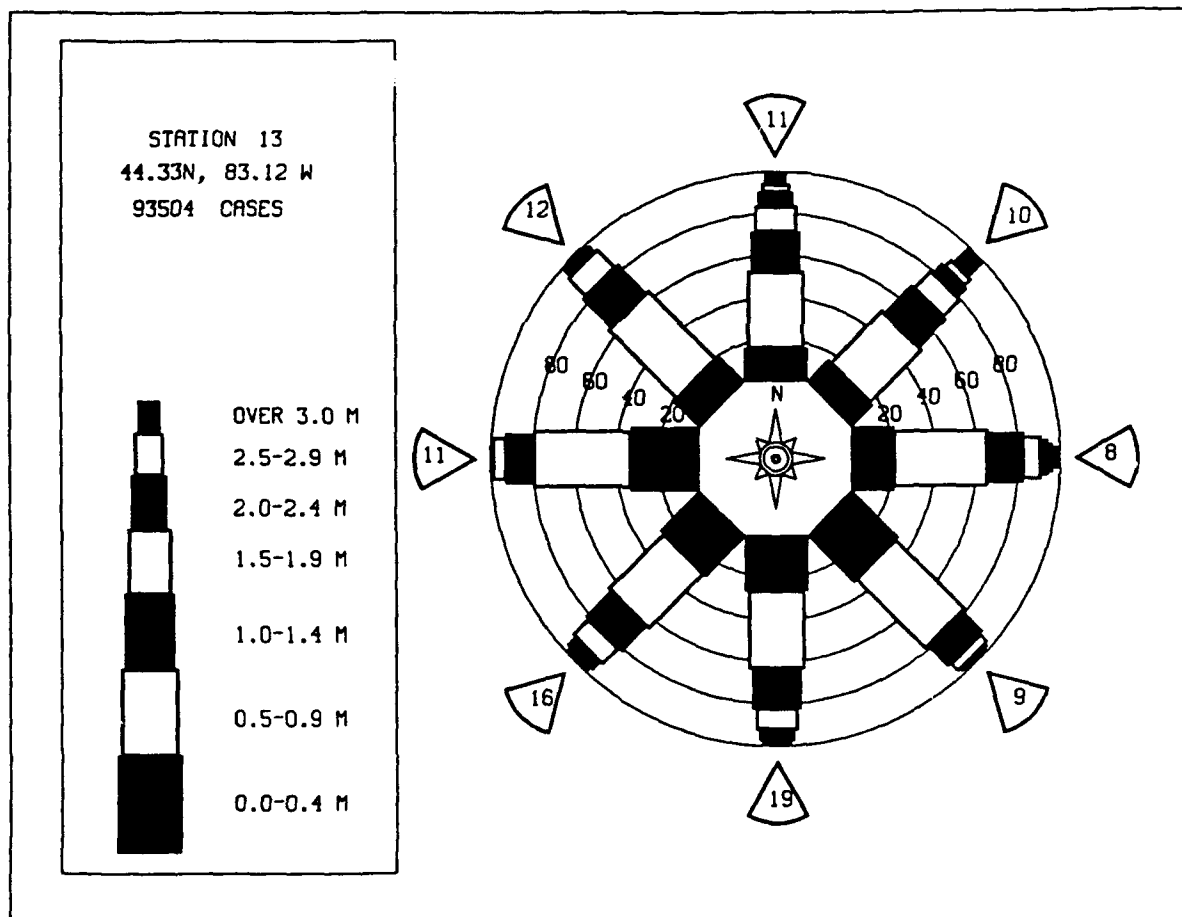 STATION 13
44.33N, 83.12 W
93504 CASES
OVER 3.0 M
2.5-2.9 M
2.0-2.4 M
1.5-1.9 M
1.0-1.4 M
0.5-0.9 M
0.0-0.4 M
11
12
10
80
60
40
20
N
20
40
60
80
11
8
16
9
19